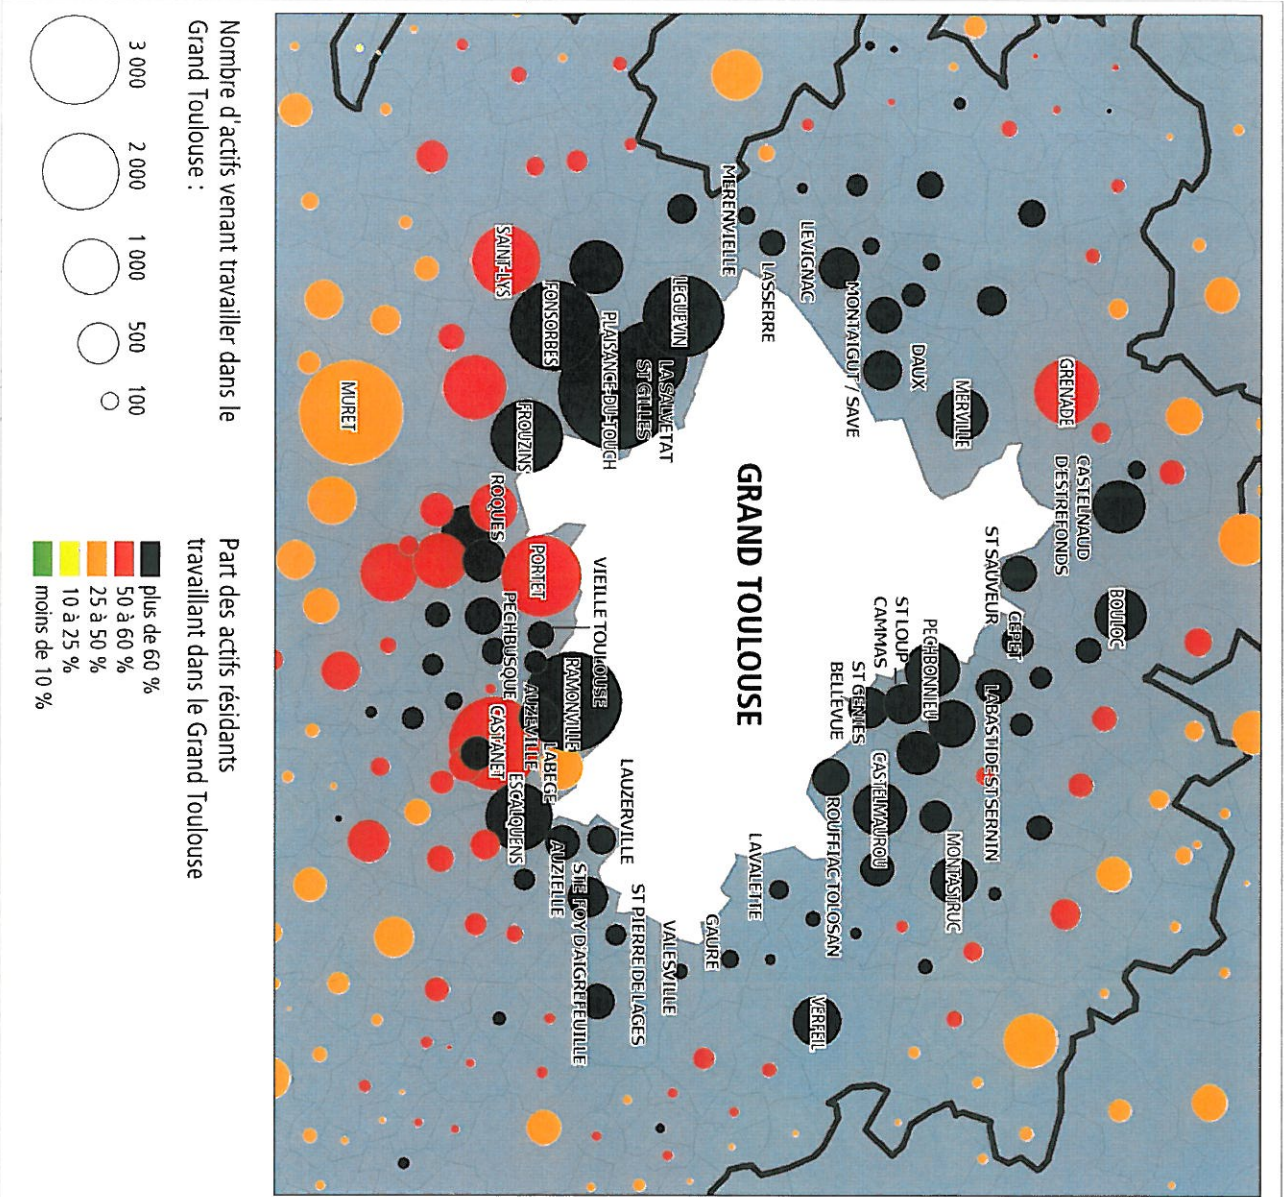 GRENADE
CASTELNAUD
D'ESTREFONDS
BOULOC
MERVILLE
ST SAUVEUR
CEPET
LABASTIDE ST SERNIN
DAUX
MONTAIGUT / SAVE
PECHBONNIEU
ST LOUP
CAMMAS
ST GENIES
BELLEVUE
MONTASTRUC
CASTELMAUROU
LEVIGNAC
ROUFFIAC TOLOSAN
VERFEIL
LASSERRE
MERENVIELLE
GRAND TOULOUSE
LAVALETTE
GAURE
LEGUEVIN
LA SALVETAT
ST GILLES
VALESVILLE
PLAISANCE-DU-TOUCH
ST PIERRE DE LAGES
VIEILLE TOULOUSE
LAUZERVILLE
FONSORBES
RAMONVILLE
STE FOY D'AIGREFEUILLE
FROUZINS
PORTET
LABEGE
AUZIELLE
AUZEVILLE
SAINT-LYS
ROQUES
PECHBUSQUE
ESCALQUENS
CASTANET
MURET
Nombre d'actifs venant travailler dans le
Grand Toulouse :
3 000
2 000
1 000
500
100
Part des actifs résidants
travaillant dans le Grand Toulouse
plus de 60 %
50 à 60 %
25 à 50 %
10 à 25 %
moins de 10 %